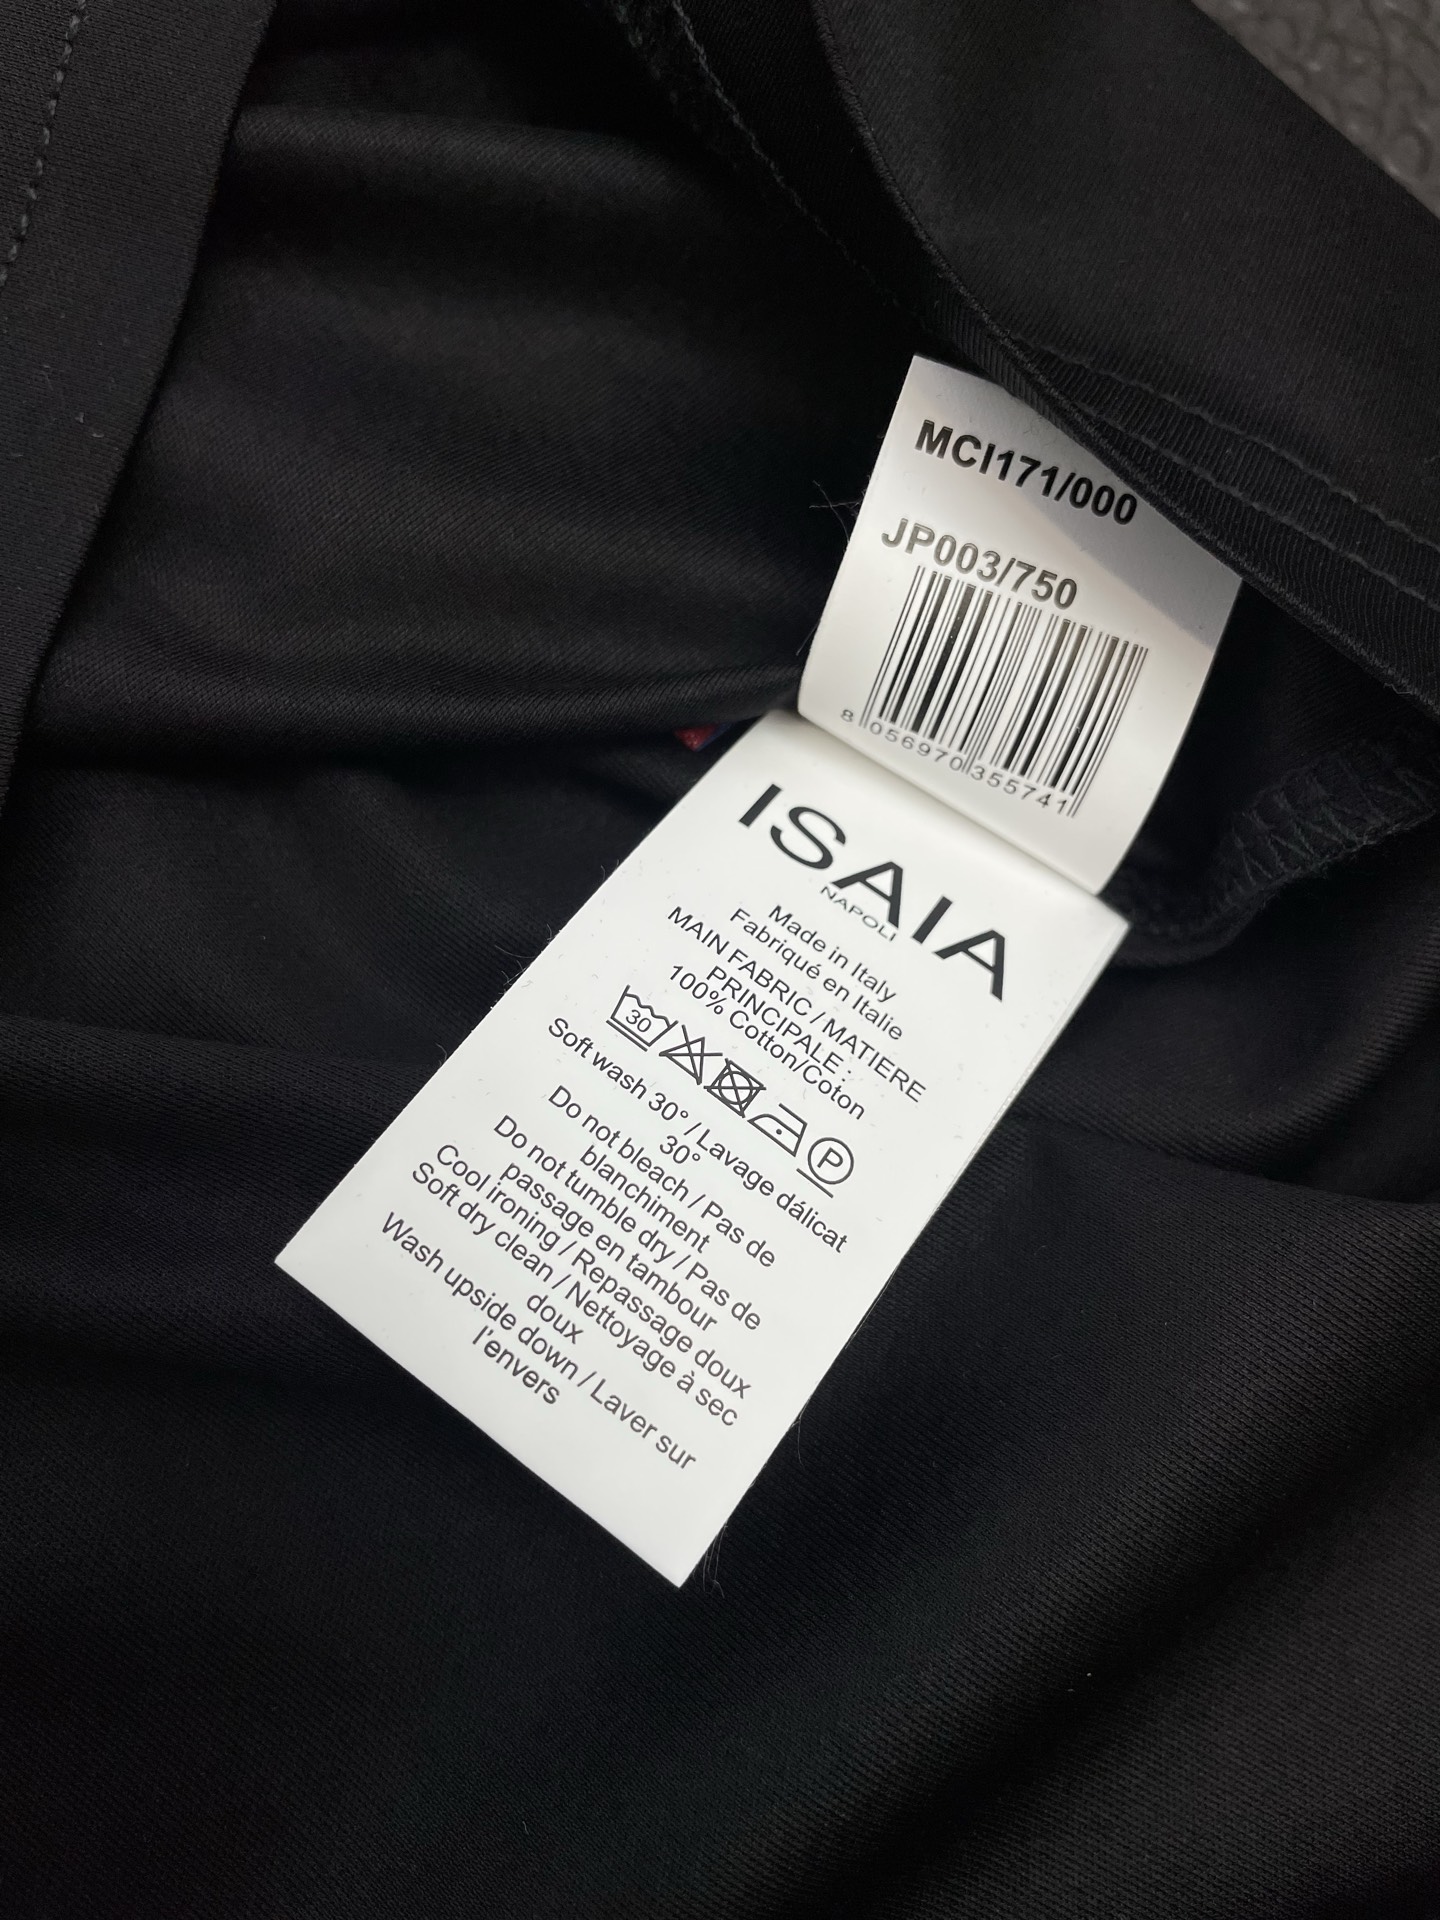 MCI171/000
JP003/750
8 056970 355741
ISAIA
NAPOLI
Made in Italy
Fabriqué en Italie
MAIN FABRIC / MATIERE
PRINCIPALE :
100% Cotton/Coton
30 P
Soft wash 30° / Lavage dálicat
30°
Do not bleach / Pas de
blanchiment
Do not tumble dry / Pas de
passage en tambour
Cool ironing / Repassage doux
Soft dry clean / Nettoyage à sec
doux
Wash upside down / Laver sur
l'envers